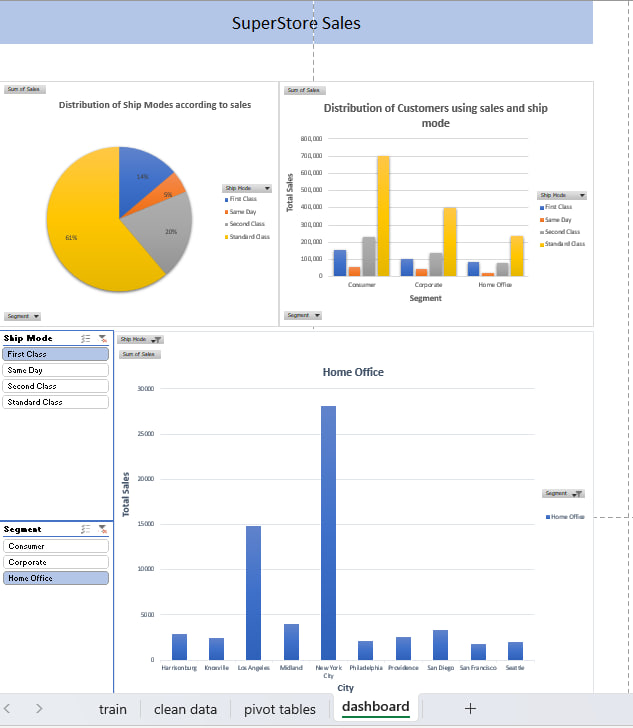 SuperStore Sales
Sum of Sales
Distribution of Ship Modes according to sales
14%
5%
20%
61%
Ship Mode
First Class
Same Day
Second Class
Standard Class
Segment
Sum of Sales
Distribution of Customers using sales and ship
mode
Total Sales
800,000
700,000
600,000
500,000
400,000
300,000
200,000
100,000
0
Consumer
Corporate
Home Office
Segment
Ship Mode
First Class
Same Day
Second Class
Standard Class
Segment
Ship Mode
First Class
Same Day
Second Class
Standard Class
Segment
Consumer
Corporate
Home Office
Ship Mode
Sum of Sales
Home Office
Total Sales
30000
25000
20000
15000
10000
5000
0
Harrisonburg Knoxville Los Angeles Midland New York City Philadelphia Providence San Diego San Francisco Seattle
City
Segment
Home Office
train clean data pivot tables dashboard +